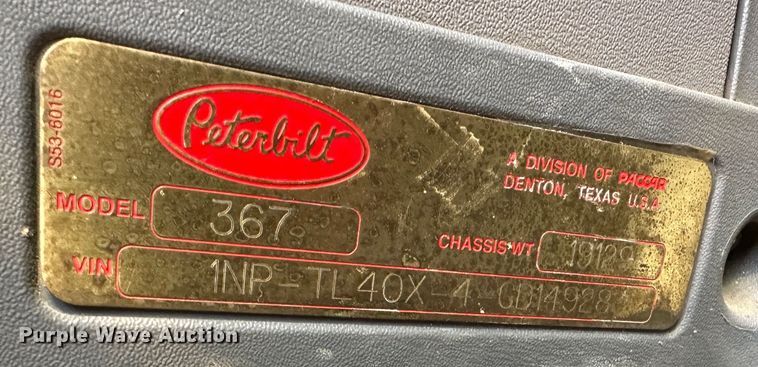 S53-6016
Peterbilt
A DIVISION OF PACCAR
DENTON, TEXAS U.S.A.
MODEL 367
CHASSIS WT 19129
VIN 1NP-TL40X-4
Purple Wave Auction